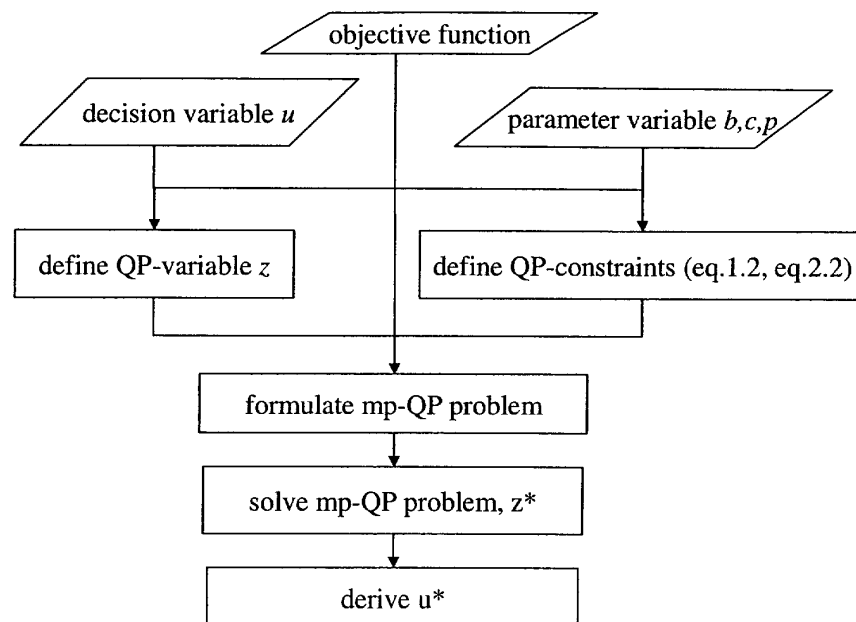 objective function
decision variable u
parameter variable b,c,p
define QP-variable z
define QP-constraints (eq.1.2, eq.2.2)
formulate mp-QP problem
solve mp-QP problem, z*
derive u*